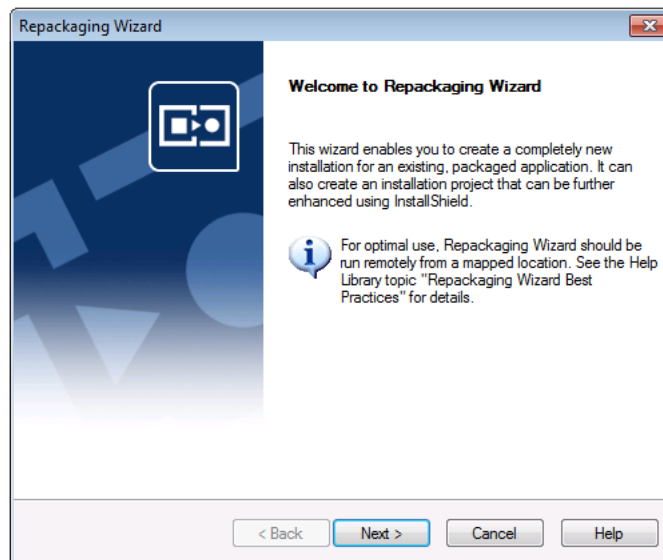 Repackaging Wizard
Welcome to Repackaging Wizard
This wizard enables you to create a completely new
installation for an existing, packaged application. It can
also create an installation project that can be further
enhanced using InstallShield.
For optimal use, Repackaging Wizard should be
run remotely from a mapped location. See the Help
Library topic "Repackaging Wizard Best
Practices" for details.
< Back Next > Cancel Help